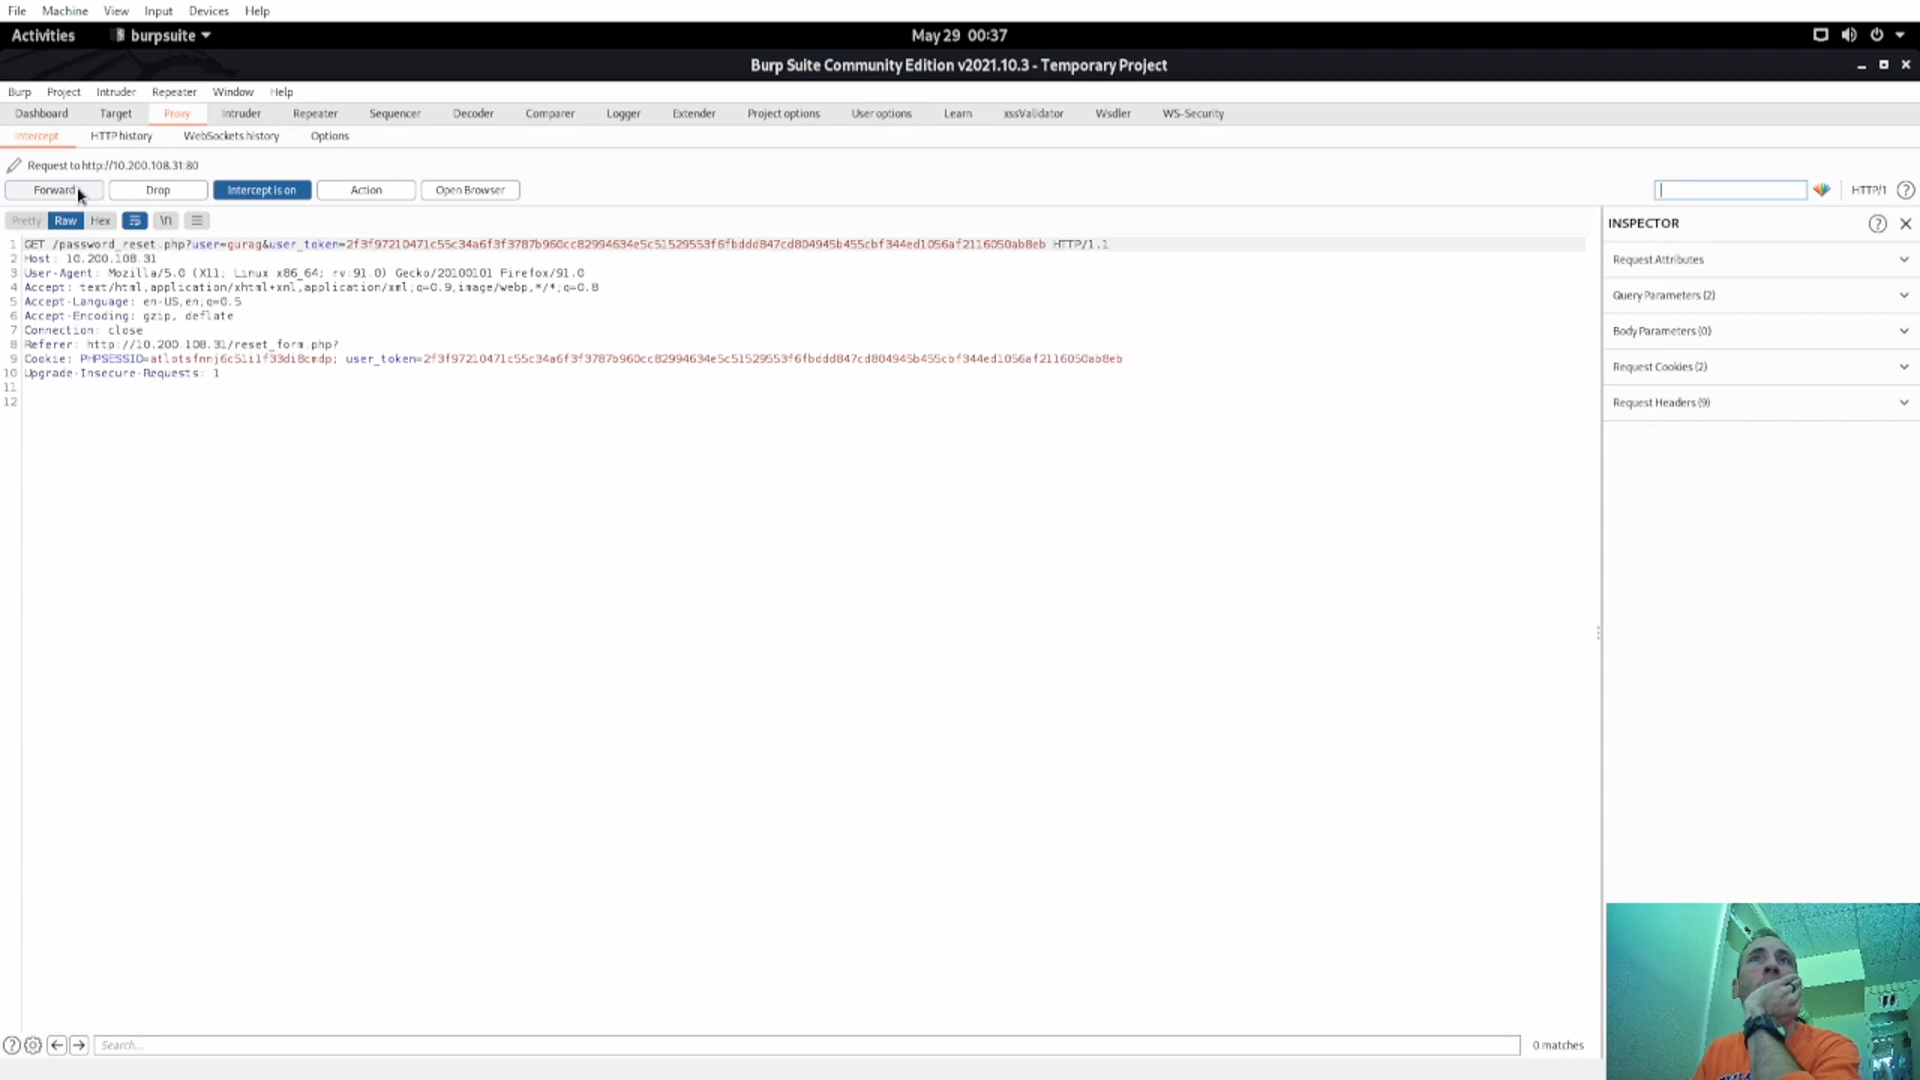 File Machine View Input Devices Help
Activities burpsuite May 29 00:37
Burp Suite Community Edition v2021.10.3 - Temporary Project
Burp Project Intruder Repeater Window Help
Dashboard Target Proxy Intruder Repeater Sequencer Decoder Comparer Logger Extender Project options User options Learn xssValidator Wsdler WS-Security
Intercept HTTP history WebSockets history Options
Request to http://10.200.108.31:80
Forward Drop Intercept is on Action Open Browser HTTP/1
Pretty Raw Hex \n
INSPECTOR
1 GET /password_reset.php?user=gurag&user_token=2f3f97210471c55c34a6f3f3787b960cc82994634e5c51529553f6fbddd847cd804945b455cbf344ed1056af2116050ab8eb HTTP/1.1
2 Host: 10.200.108.31
3 User-Agent: Mozilla/5.0 (X11; Linux x86_64; rv:91.0) Gecko/20100101 Firefox/91.0
4 Accept: text/html,application/xhtml+xml,application/xml;q=0.9,image/webp,*/*;q=0.8
5 Accept-Language: en-US,en;q=0.5
6 Accept-Encoding: gzip, deflate
7 Connection: close
8 Referer: http://10.200.108.31/reset_form.php?
9 Cookie: user_token=2f3f97210471c55c34a6f3f3787b960cc82994634e5c51529553f6fbddd847cd804945b455cbf344ed1056af2116050ab8eb
10 Upgrade-Insecure-Requests: 1
11
12
Request Attributes
Query Parameters (2)
Body Parameters (0)
Request Cookies (2)
Request Headers (9)
Search... 0 matches